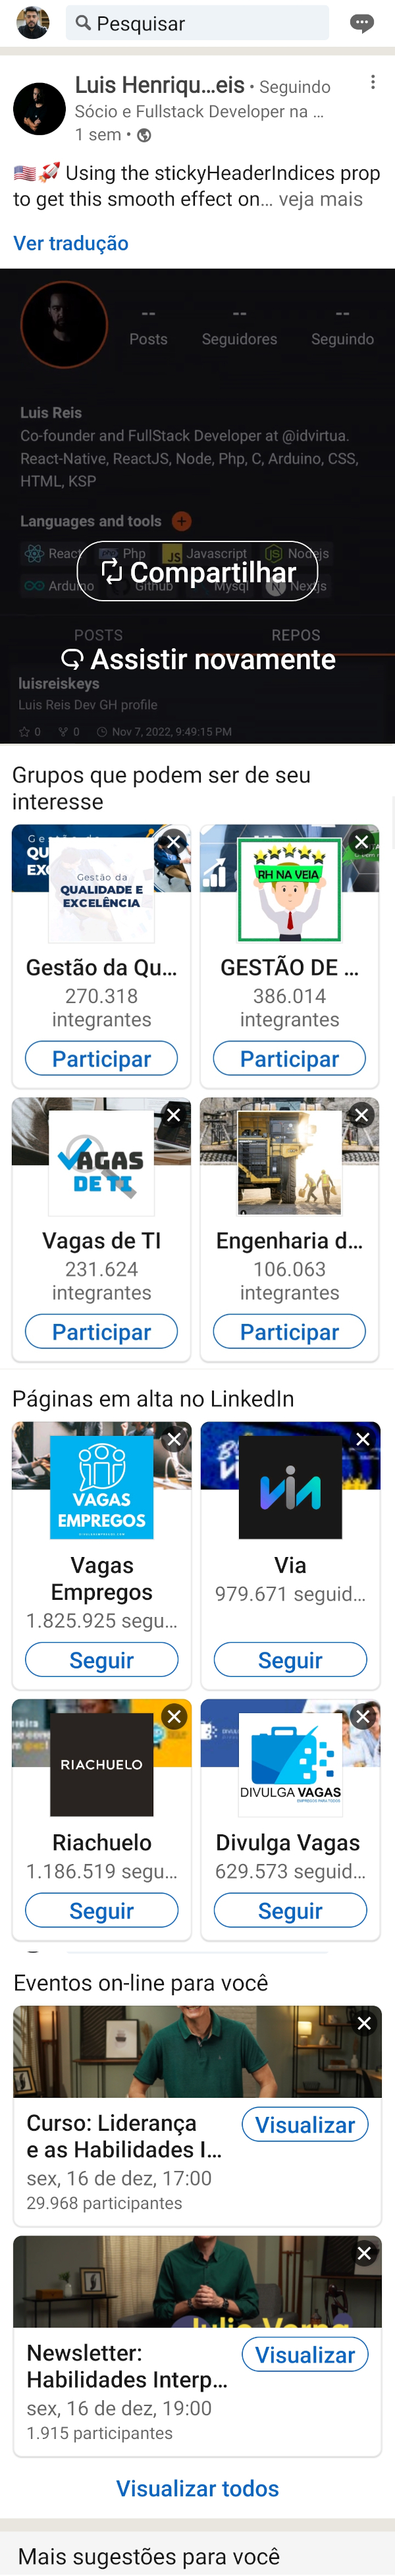 Pesquisar
Luis Henriqu...eis • Seguindo
Sócio e Fullstack Developer na ...
1 sem •
🇺🇸🚀 Using the stickyHeaderIndices prop
to get this smooth effect on... veja mais
Ver tradução
-- -- --
Posts Seguidores Seguindo
Luis Reis
Co-founder and FullStack Developer at @idvirtua.
React-Native, ReactJS, Node, Php, C, Arduino, CSS,
HTML, KSP
Languages and tools +
React Php JS Javascript Nodejs
Compartilhar
Arduino Github Mysql N Nextjs
POSTS REPOS
Assistir novamente
luisreiskeys
Luis Reis Dev GH profile
0 0 Nov 7, 2022, 9:49:15 PM
Grupos que podem ser de seu
interesse
Gestão da
QUALIDADE E
EXCELÊNCIA
RH NA VEIA
Gestão da Qu...
270.318
integrantes
Participar
GESTÃO DE ...
386.014
integrantes
Participar
VAGAS
DE TI
Vagas de TI
231.624
integrantes
Participar
Engenharia d...
106.063
integrantes
Participar
Páginas em alta no LinkedIn
VAGAS
EMPREGOS
Vagas
Empregos
1.825.925 segu...
Seguir
via
Via
979.671 seguid...
Seguir
RIACHUELO
Riachuelo
1.186.519 segu...
Seguir
DIVULGA VAGAS
Divulga Vagas
629.573 seguid...
Seguir
Eventos on-line para você
Curso: Liderança
e as Habilidades I...
sex, 16 de dez, 17:00
29.968 participantes
Visualizar
Newsletter:
Habilidades Interp...
sex, 16 de dez, 19:00
1.915 participantes
Visualizar
Visualizar todos
Mais sugestões para você